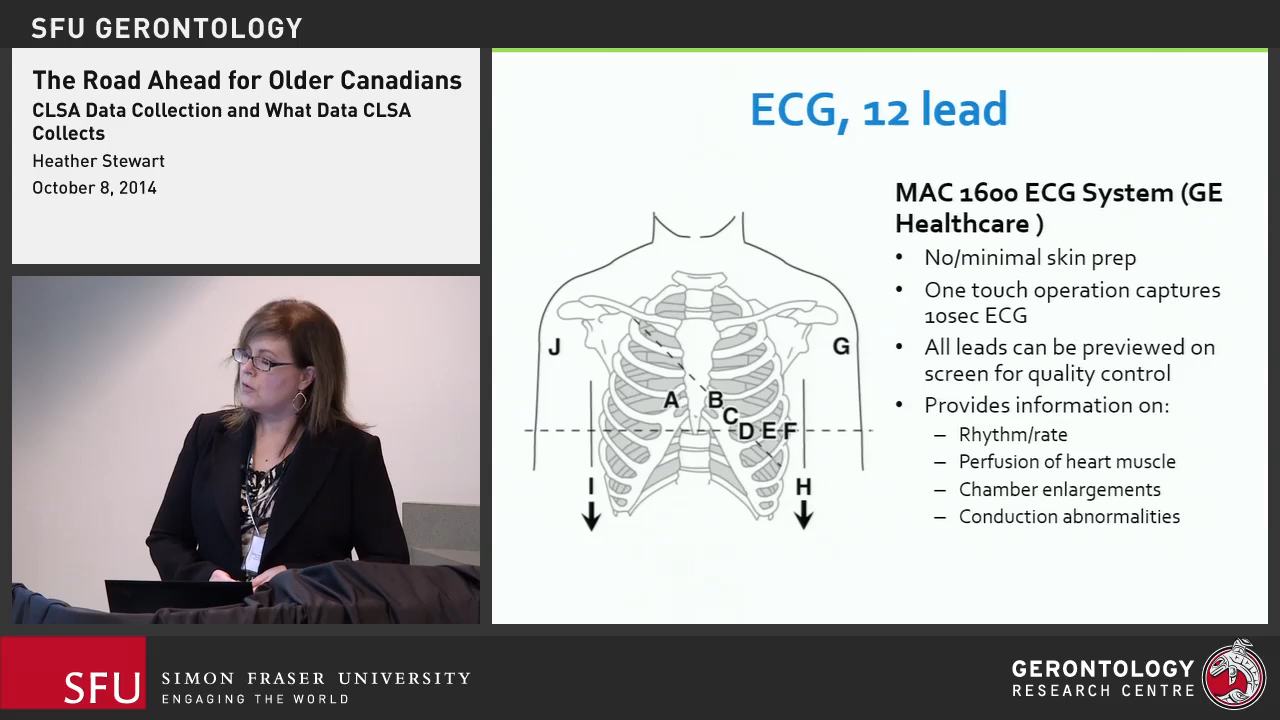 SFU GERONTOLOGY
The Road Ahead for Older Canadians
CLSA Data Collection and What Data CLSA
Collects
Heather Stewart
October 8, 2014
ECG, 12 lead
MAC 1600 ECG System (GE
Healthcare )
• No/minimal skin prep
• One touch operation captures
10sec ECG
• All leads can be previewed on
screen for quality control
• Provides information on:
– Rhythm/rate
– Perfusion of heart muscle
– Chamber enlargements
– Conduction abnormalities
J
G
A
B
C
D
E
F
I
H
SFU
SIMON FRASER UNIVERSITY
ENGAGING THE WORLD
GERONTOLOGY
RESEARCH CENTRE